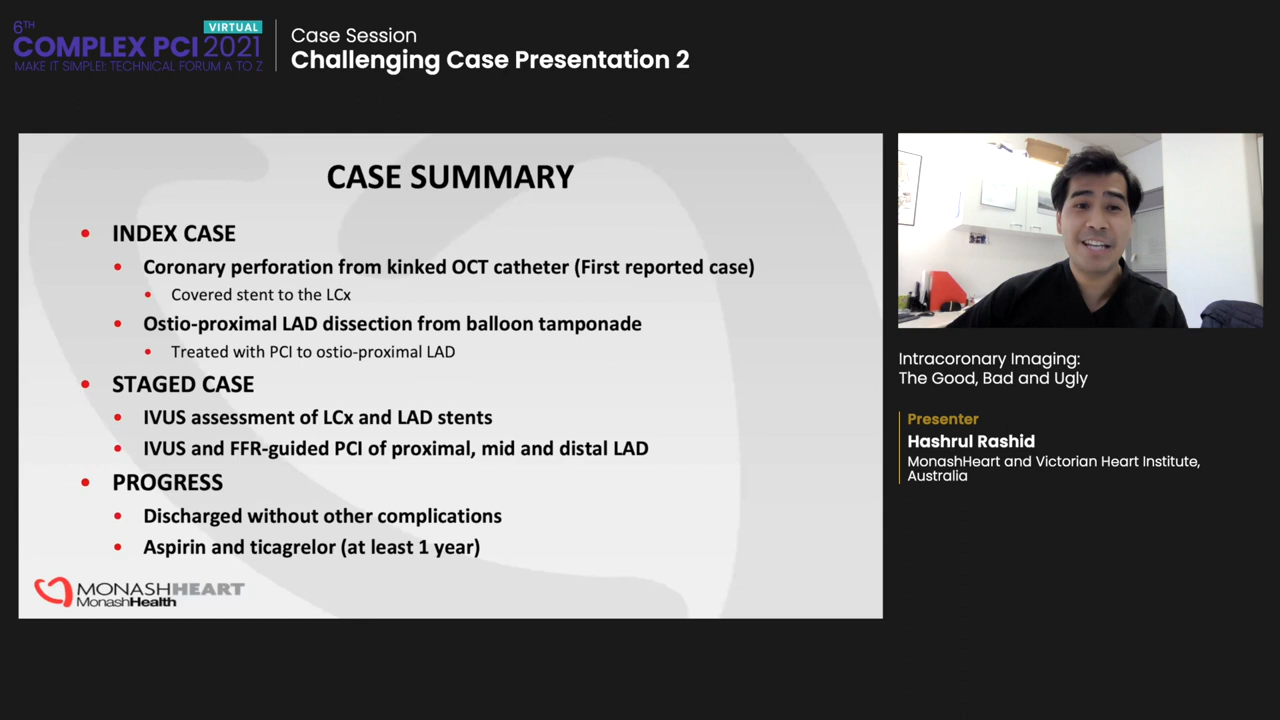 6TH
VIRTUAL
COMPLEX PCI 2021
MAKE IT SIMPLE!: TECHNICAL FORUM A TO Z
Case Session
Challenging Case Presentation 2
CASE SUMMARY
• INDEX CASE
• Coronary perforation from kinked OCT catheter (First reported case)
• Covered stent to the LCx
• Ostio-proximal LAD dissection from balloon tamponade
• Treated with PCI to ostio-proximal LAD
• STAGED CASE
• IVUS assessment of LCx and LAD stents
• IVUS and FFR-guided PCI of proximal, mid and distal LAD
• PROGRESS
• Discharged without other complications
• Aspirin and ticagrelor (at least 1 year)
MONASHHEART
MonashHealth
Intracoronary Imaging:
The Good, Bad and Ugly
Presenter
Hashrul Rashid
MonashHeart and Victorian Heart Institute,
Australia